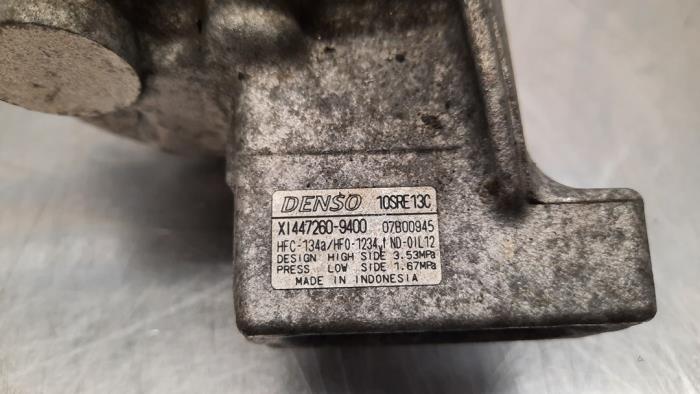 DENSO 10SRE13C
XI447260-9400 07B00945
HFC-134a/HFO-1234yf ND-OIL12
DESIGN HIGH SIDE 3.53MPa
PRESS LOW SIDE 1.67MPa
MADE IN INDONESIA